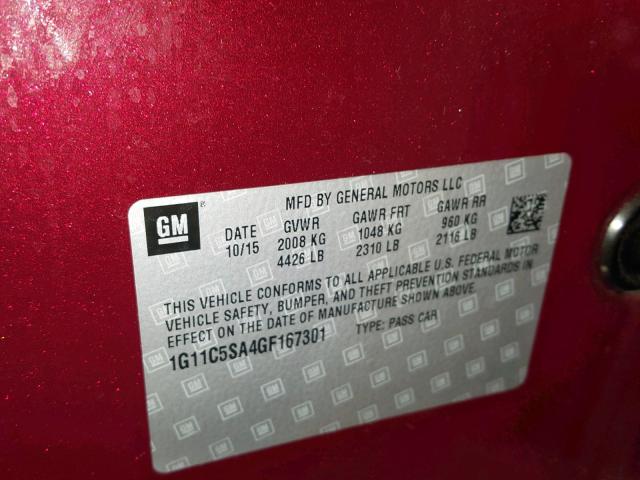 GM
MFD BY GENERAL MOTORS LLC
DATE GVWR GAWR FRT GAWR RR
10/15 2008 KG 1048 KG 960 KG
4426 LB 2310 LB 2116 LB
THIS VEHICLE CONFORMS TO ALL APPLICABLE U.S. FEDERAL MOTOR
VEHICLE SAFETY, BUMPER, AND THEFT PREVENTION STANDARDS IN
EFFECT ON THE DATE OF MANUFACTURE SHOWN ABOVE.
1G11C5SA4GF167301 TYPE: PASS CAR